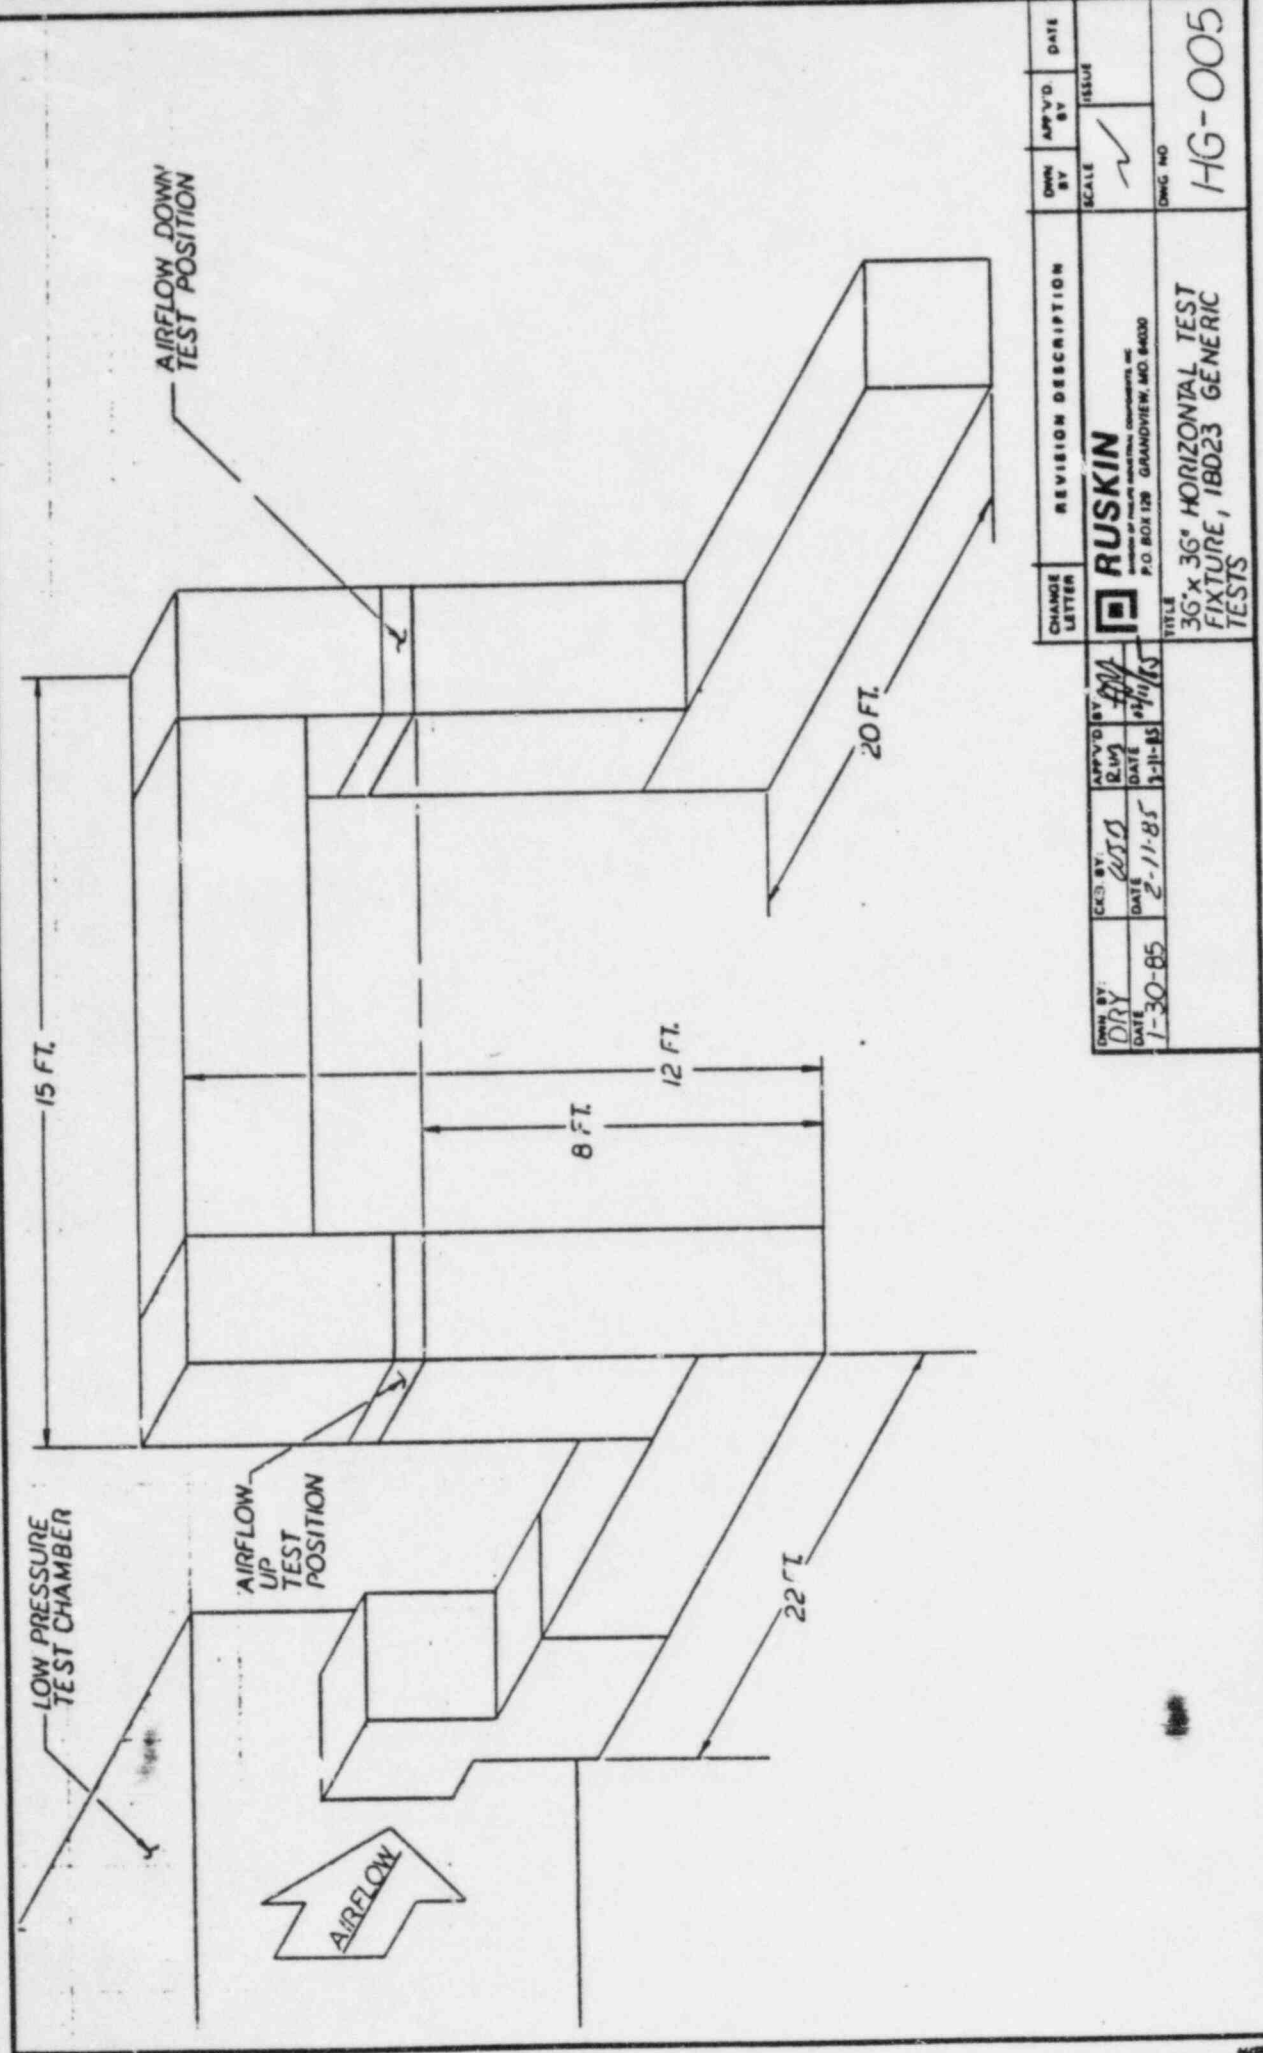 LOW PRESSURE
TEST CHAMBER
15 FT.
AIRFLOW DOWN
TEST POSITION
AIRFLOW
UP
TEST
POSITION
AIRFLOW
12 FT.
8 FT.
22 FT.
20 FT.
CHANGE LETTER
REVISION DESCRIPTION
DWN BY
APP'V'D. BY
DATE
DWN BY:
DRY
DATE
1-30-85
CK'D. BY:
DATE
2-11-85
APP'V'D. BY
DATE
RUSKIN
P.O. BOX 129 GRANDVIEW, MO. 64030
SCALE
ISSUE
TITLE
36" x 36" HORIZONTAL TEST
FIXTURE, IBD23 GENERIC
TESTS
DWG NO
HG-005